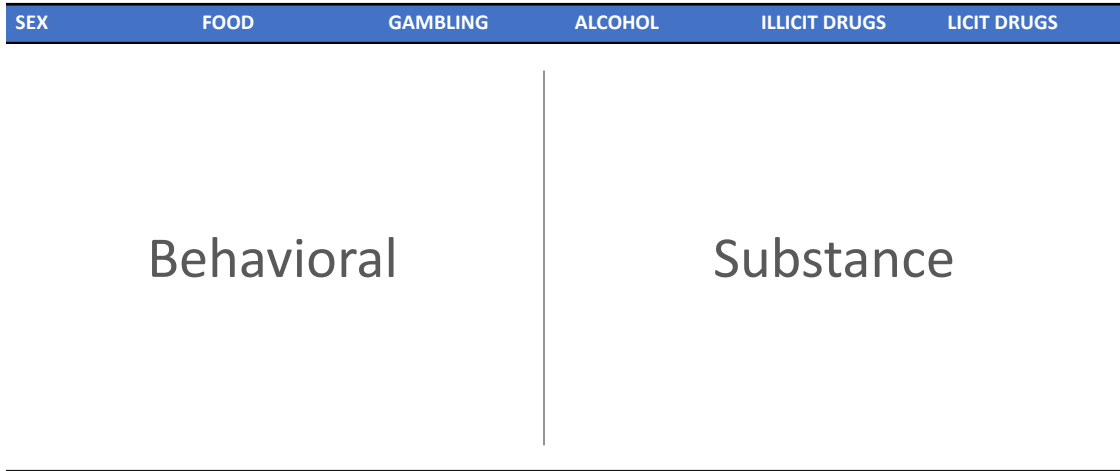 SEX FOOD GAMBLING ALCOHOL ILLICIT DRUGS LICIT DRUGS
Behavioral Substance